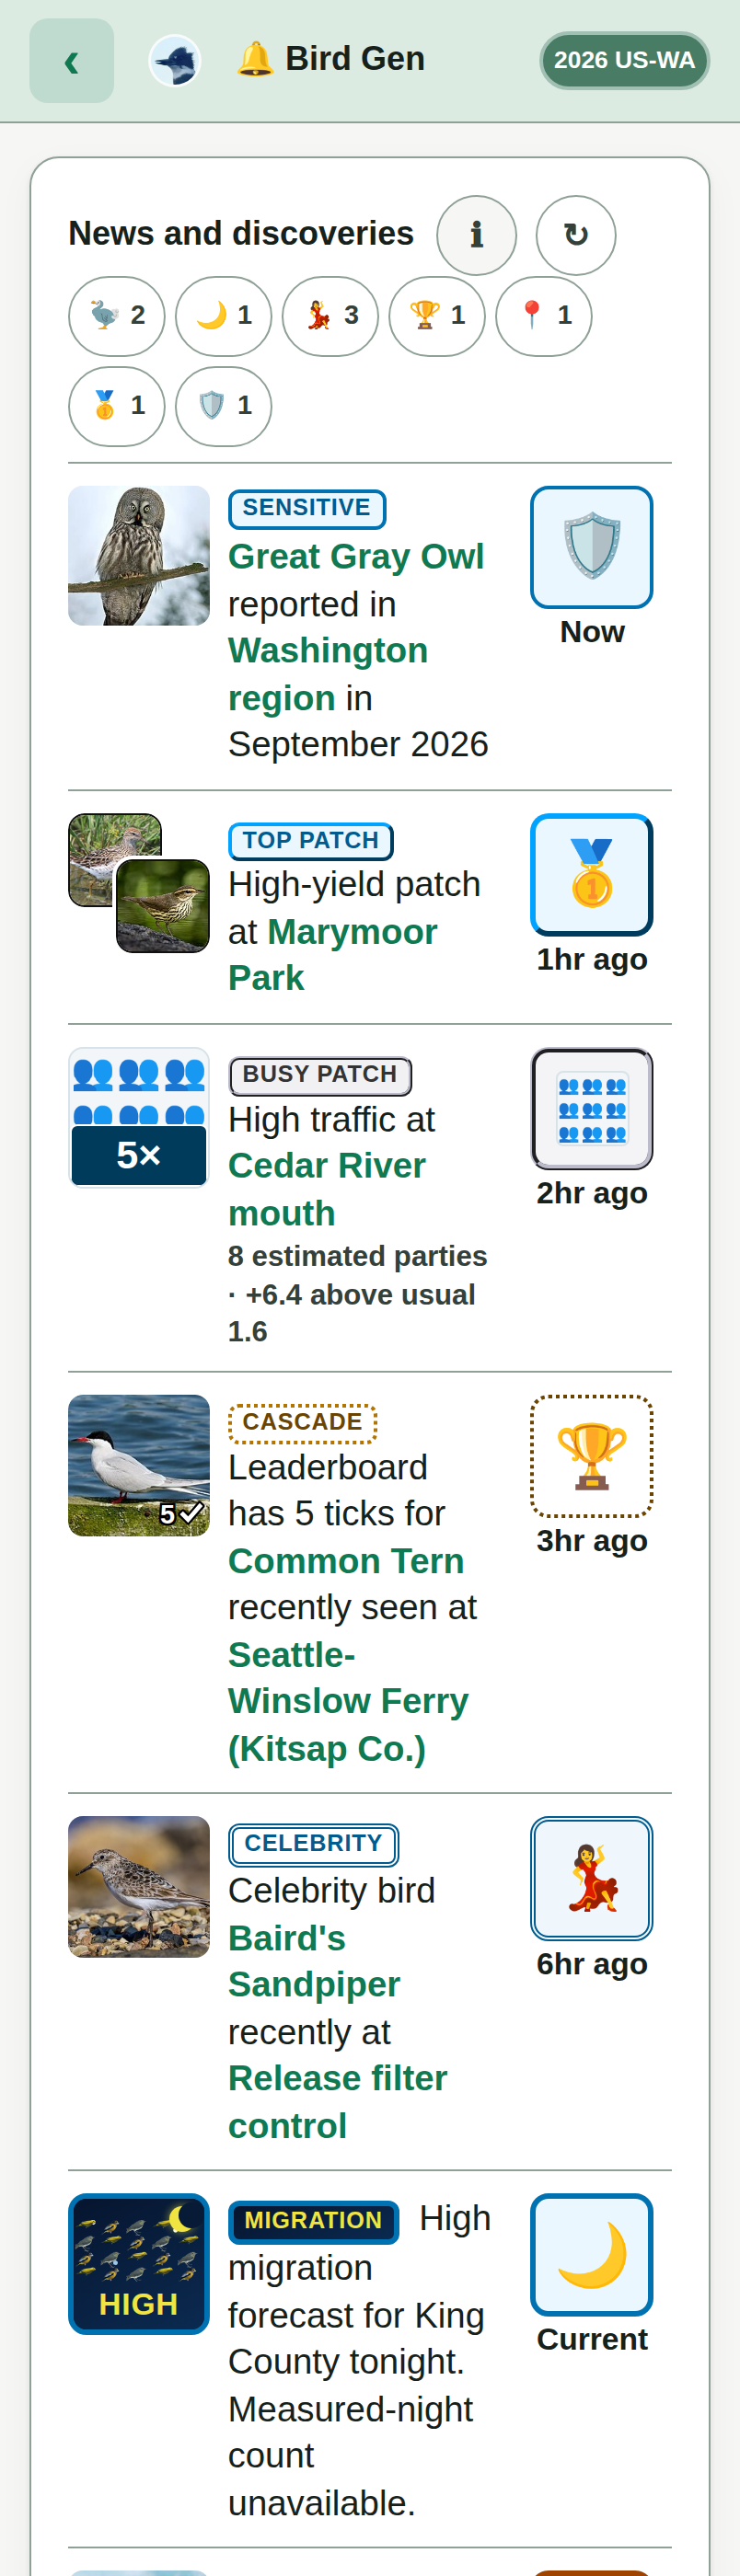 ‹ Bird Gen 2026 US-WA
News and discoveries ℹ ↻
2 1 3 1 1
1 1
SENSITIVE
Great Gray Owl
reported in
Washington
region in
September 2026
Now
TOP PATCH
High-yield patch
at Marymoor
Park
1hr ago
5×
BUSY PATCH
High traffic at
Cedar River
mouth
8 estimated parties
· +6.4 above usual
1.6
2hr ago
5✓
CASCADE
Leaderboard
has 5 ticks for
Common Tern
recently seen at
Seattle-
Winslow Ferry
(Kitsap Co.)
3hr ago
CELEBRITY
Celebrity bird
Baird's
Sandpiper
recently at
Release filter
control
6hr ago
HIGH
MIGRATION High
migration
forecast for King
County tonight.
Measured-night
count
unavailable.
Current